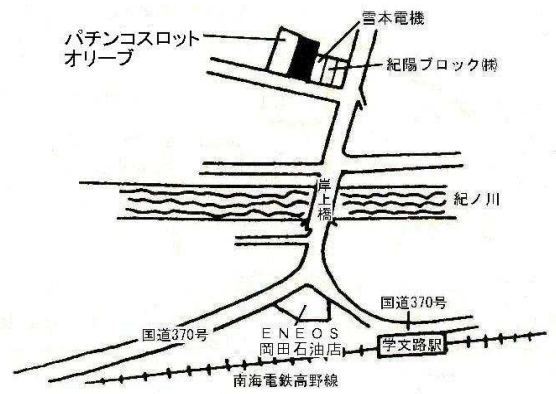 雪本電機
パチンコスロット
オリーブ
紀陽ブロック㈱
岸上橋
紀ノ川
国道370号
国道370号
ENEOS
岡田石油店
学文路駅
南海電鉄高野線